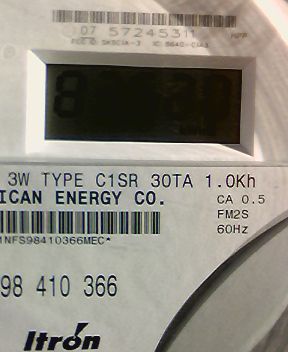 07 57245311
3W TYPE C1SR 30TA 1.0Kh
ICAN ENERGY CO.
CA 0.5
FM2S
60Hz
1NFS98410366MEC*
98 410 366
Itron